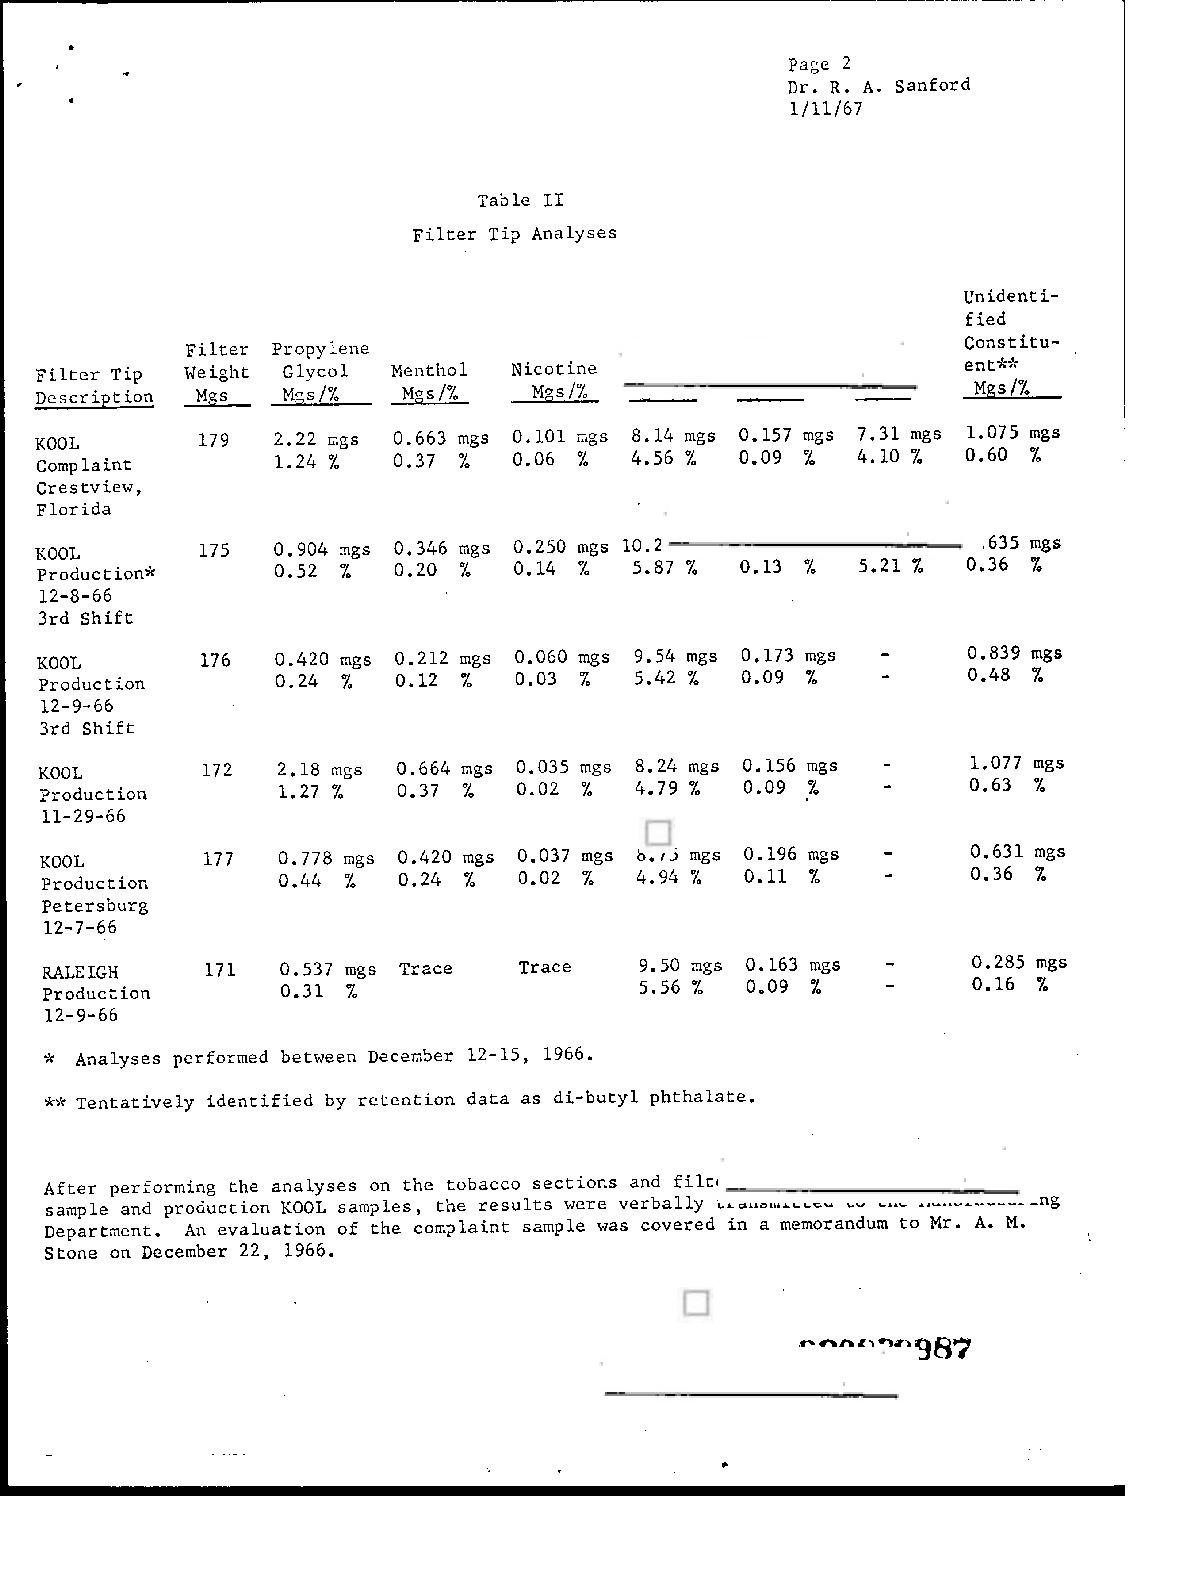 Page 2
Dr. R. A. Sanford
1/11/67
Table II
Filter Tip Analyses
Unidenti-
fied
Filter Propylene Constitu-
Filter Tip Weight Glycol Menthol Nicotine ent**
Description Mgs Mgs/% Mgs/% Mgs/% Mgs/%
KOOL 179 2.22 mgs 0.663 mgs 0.101 mgs 8.14 mgs 0.157 mgs 7.31 mgs 1.075 mgs
Complaint 1.24 % 0.37 % 0.06 % 4.56 % 0.09 % 4.10 % 0.60 %
Crestview,
Florida
KOOL 175 0.904 mgs 0.346 mgs 0.250 mgs 10.2 .635 mgs
Production* 0.52 % 0.20 % 0.14 % 5.87 % 0.13 % 5.21 % 0.36 %
12-8-66
3rd Shift
KOOL 176 0.420 mgs 0.212 mgs 0.060 mgs 9.54 mgs 0.173 mgs - 0.839 mgs
Production 0.24 % 0.12 % 0.03 % 5.42 % 0.09 % - 0.48 %
12-9-66
3rd Shift
KOOL 172 2.18 mgs 0.664 mgs 0.035 mgs 8.24 mgs 0.156 mgs - 1.077 mgs
Production 1.27 % 0.37 % 0.02 % 4.79 % 0.09 % - 0.63 %
11-29-66
KOOL 177 0.778 mgs 0.420 mgs 0.037 mgs mgs 0.196 mgs - 0.631 mgs
Production 0.44 % 0.24 % 0.02 % 4.94 % 0.11 % - 0.36 %
Petersburg
12-7-66
RALEIGH 171 0.537 mgs Trace Trace 9.50 mgs 0.163 mgs - 0.285 mgs
Production 0.31 % 5.56 % 0.09 % - 0.16 %
12-9-66
* Analyses performed between December 12-15, 1966.
** Tentatively identified by retention data as di-butyl phthalate.
After performing the analyses on the tobacco sections and
sample and production KOOL samples, the results were verbally
Department. An evaluation of the complaint sample was covered in a memorandum to Mr. A. M.
Stone on December 22, 1966.
987